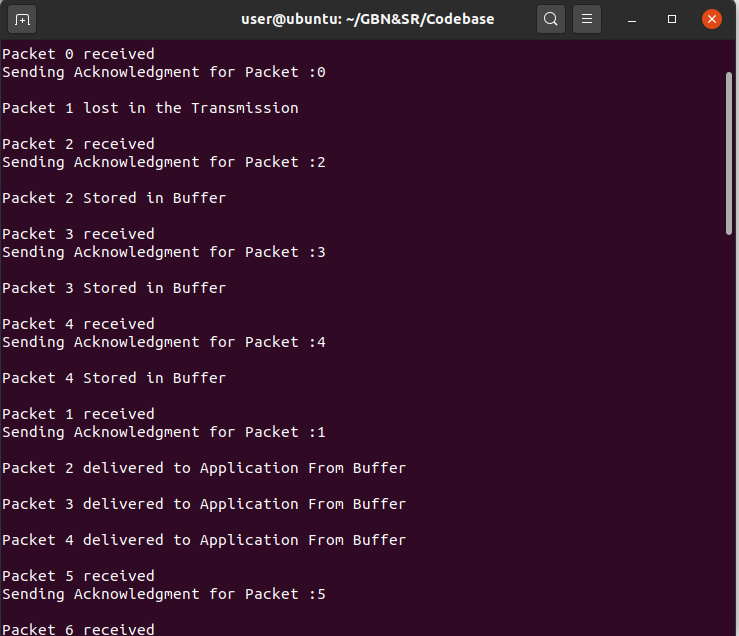 user@ubuntu: ~/GBN&SR/Codebase
Packet 0 received
Sending Acknowledgment for Packet :0
Packet 1 lost in the Transmission
Packet 2 received
Sending Acknowledgment for Packet :2
Packet 2 Stored in Buffer
Packet 3 received
Sending Acknowledgment for Packet :3
Packet 3 Stored in Buffer
Packet 4 received
Sending Acknowledgment for Packet :4
Packet 4 Stored in Buffer
Packet 1 received
Sending Acknowledgment for Packet :1
Packet 2 delivered to Application From Buffer
Packet 3 delivered to Application From Buffer
Packet 4 delivered to Application From Buffer
Packet 5 received
Sending Acknowledgment for Packet :5
Packet 6 received